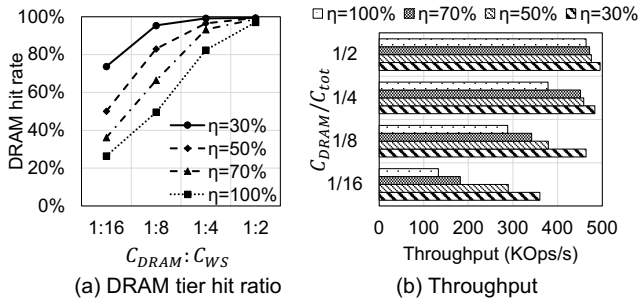 100%
80%
60%
40%
20%
0%
DRAM hit rate
η=30%
η=50%
η=70%
η=100%
1:16 1:8 1:4 1:2
C_DRAM: C_WS
(a) DRAM tier hit ratio
η=100% η=70% η=50% η=30%
C_DRAM/C_tot
1/2
1/4
1/8
1/16
0 100 200 300 400 500
Throughput (KOps/s)
(b) Throughput